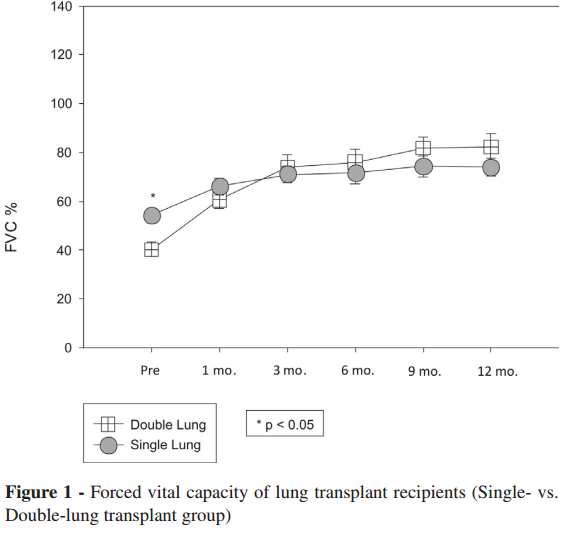 140
120
100
80
60
40
20
0
FVC %
*
Pre
1 mo.
3 mo.
6 mo.
9 mo.
12 mo.
Double Lung
Single Lung
* p < 0.05
Figure 1 - Forced vital capacity of lung transplant recipients (Single- vs.
Double-lung transplant group)